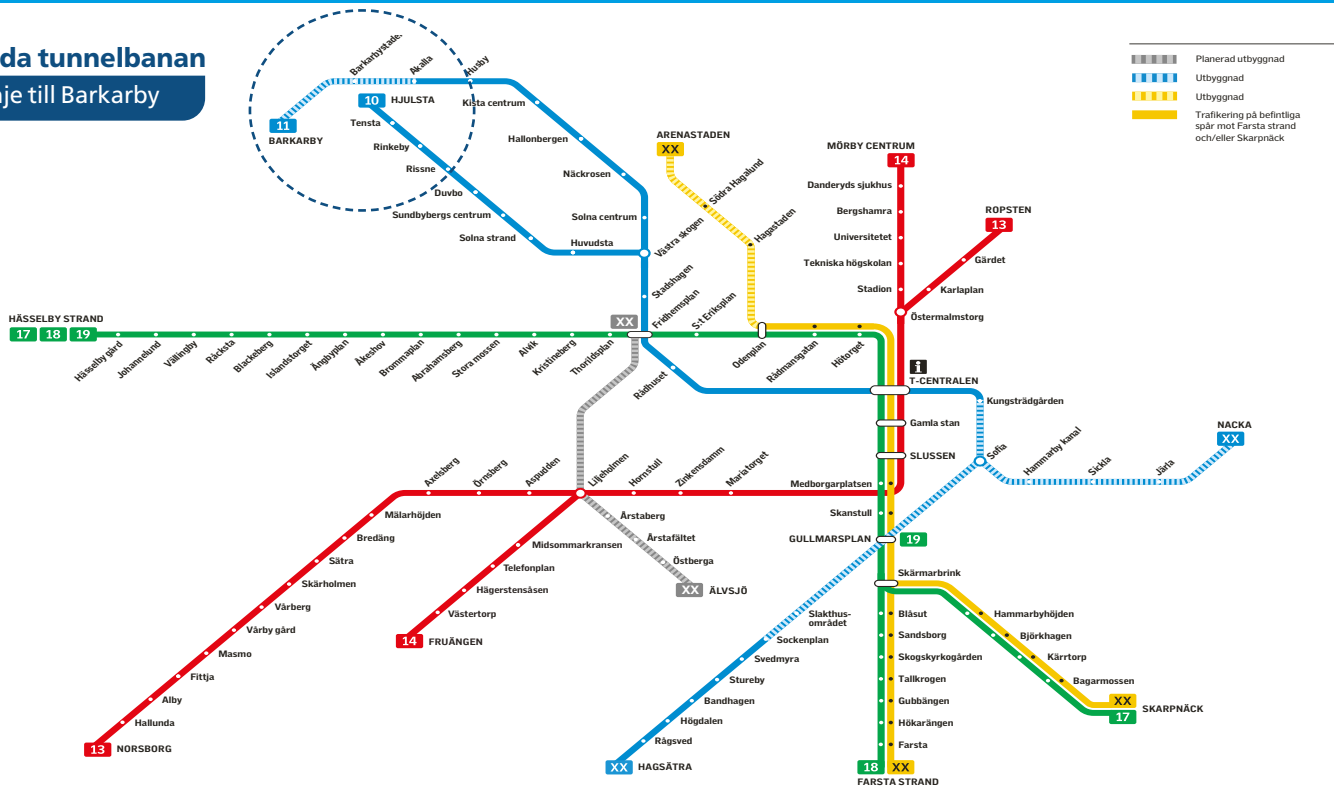 da tunnelbanan
je till Barkarby
Planerad utbyggnad
Utbyggnad
Utbyggnad
Trafikering på befintliga
spår mot Farsta strand
och/eller Skarpnäck
11
BARKARBY
Akalla
Husby
Kista centrum
Hallonbergen
Näckrosen
Solna centrum
10 HJULSTA
Tensta
Rinkeby
Rissne
Duvbo
Sundbybergs centrum
Solna strand
Huvudsta
Västra skogen
Stadshagen
Fridhemsplan
XX
Rådhuset
ARENASTADEN
XX
Södra Hagalund
Hagastaden
MÖRBY CENTRUM
14
Danderyds sjukhus
Bergshamra
Universitetet
Tekniska högskolan
Stadion
ROPSTEN
13
Gärdet
Karlaplan
Östermalmstorg
HÄSSELBY STRAND
17 18 19
Hässelby gård
Johannelund
Vällingby
Råcksta
Blackeberg
Islandstorget
Ängbyplan
Åkeshov
Brommaplan
Abrahamsberg
Stora mossen
Alvik
Kristineberg
Thorildsplan
S:t Eriksplan
Odenplan
Rådmansgatan
Hötorget
i
T-CENTRALEN
Gamla stan
SLUSSEN
Medborgarplatsen
Skanstull
GULLMARSPLAN
19
Kungsträdgården
Sofia
Hammarby kanal
Sickla
Järla
NACKA
XX
Axelsberg
Örnsberg
Aspudden
Liljeholmen
Hornstull
Zinkensdamm
Mariatorget
Mälarhöjden
Bredäng
Sätra
Skärholmen
Vårberg
Vårby gård
Masmo
Fittja
Alby
Hallunda
13 NORSBORG
Midsommarkransen
Telefonplan
Hägerstensåsen
Västertorp
14 FRUÄNGEN
Årstaberg
Årstafältet
Östberga
XX ÄLVSJÖ
Slakthus-
området
Sockenplan
Svedmyra
Stureby
Bandhagen
Högdalen
Rågsved
XX HAGSÄTRA
Skärmarbrink
Blåsut
Sandsborg
Skogskyrkogården
Tallkrogen
Gubbängen
Hökarängen
Farsta
18 XX
FARSTA STRAND
Hammarbyhöjden
Björkhagen
Kärrtorp
Bagarmossen
XX
17
SKARPNÄCK